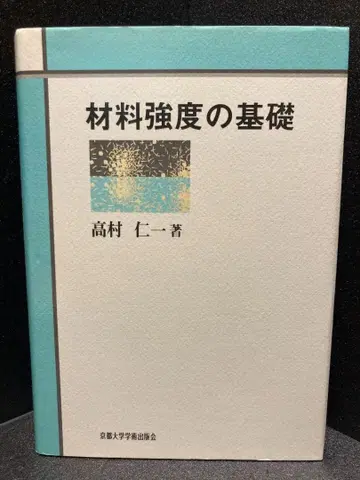 材料強度の基礎
高村 仁一 著
京都大学学術出版会